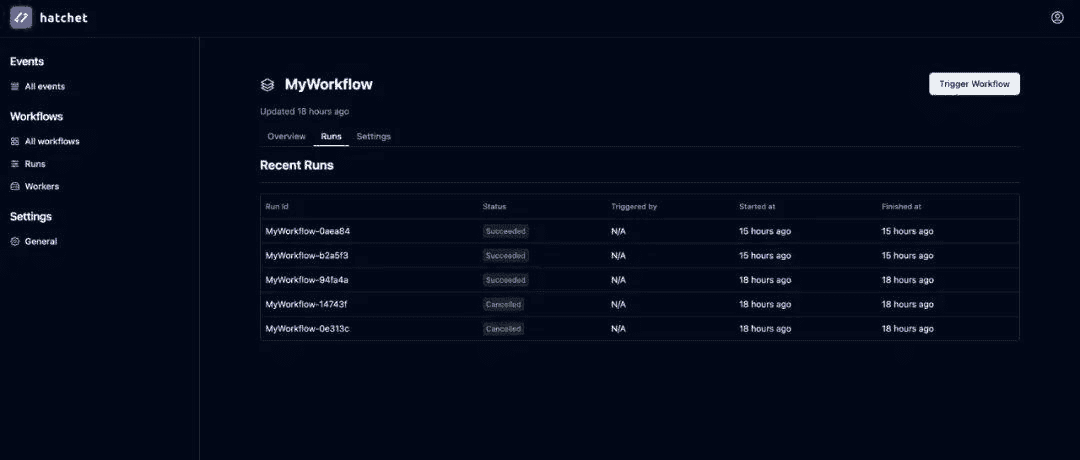 hatchet
Events
All events
Workflows
All workflows
Runs
Workers
Settings
General
MyWorkflow
Trigger Workflow
Updated 18 hours ago
Overview Runs Settings
Recent Runs
Run Id Status Triggered by Started at Finished at
MyWorkflow-0aea84 Succeeded N/A 15 hours ago 15 hours ago
MyWorkflow-b2a5f3 Succeeded N/A 15 hours ago 15 hours ago
MyWorkflow-94fa4a Succeeded N/A 18 hours ago 18 hours ago
MyWorkflow-14743f Cancelled N/A 18 hours ago 18 hours ago
MyWorkflow-0e313c Cancelled N/A 18 hours ago 18 hours ago